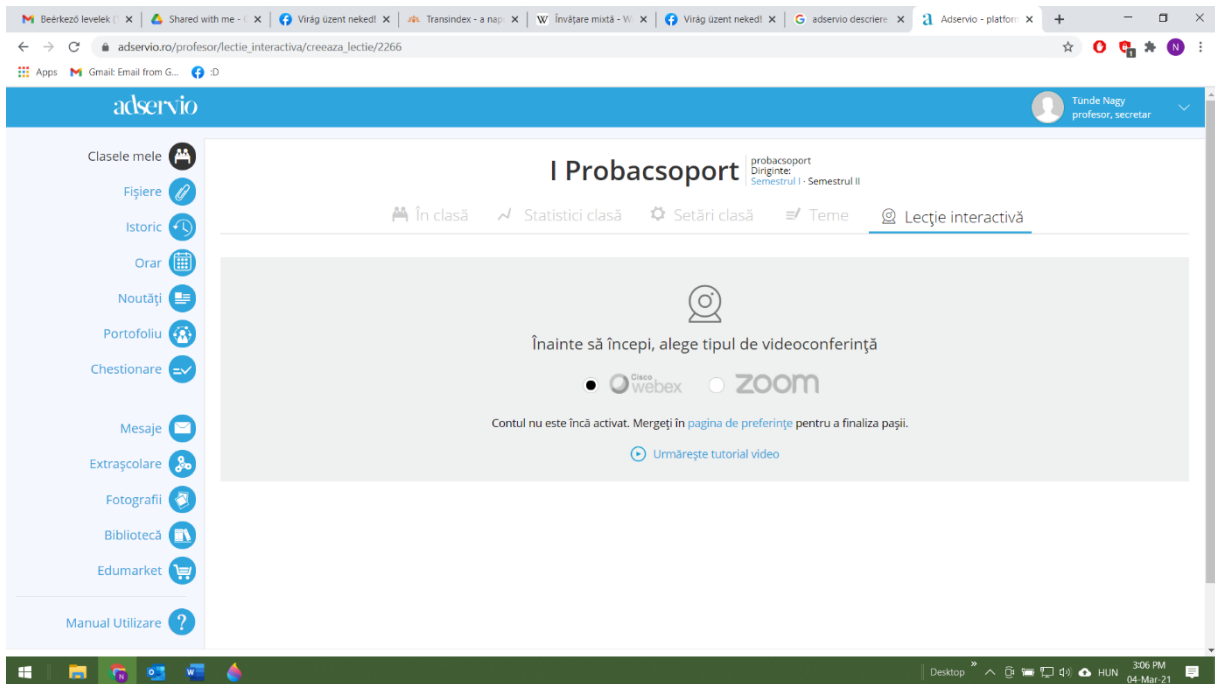 Beérkező levelek (
Shared with me - G
Virág üzent neked!
Transindex - a nap
Învățare mixtă - W
Virág üzent neked!
adservio descriere
Adservio - platform
adservio.ro/profesor/lectie_interactiva/creeaza_lectie/2266
Apps
Gmail: Email from G...
:D
adservio
Tünde Nagy
profesor, secretar
Clasele mele
Fișiere
Istoric
Orar
Noutăți
Portofoliu
Chestionare
Mesaje
Extrașcolare
Fotografii
Bibliotecă
Edumarket
Manual Utilizare
I Probacsoport
probacsoport
Diriginte:
Semestrul I - Semestrul II
În clasă
Statistici clasă
Setări clasă
Teme
Lecție interactivă
Înainte să începi, alege tipul de videoconferință
Cisco webex
zoom
Contul nu este încă activat. Mergeți în pagina de preferințe pentru a finaliza pașii.
Urmărește tutorial video
Desktop
HUN
3:06 PM
04-Mar-21